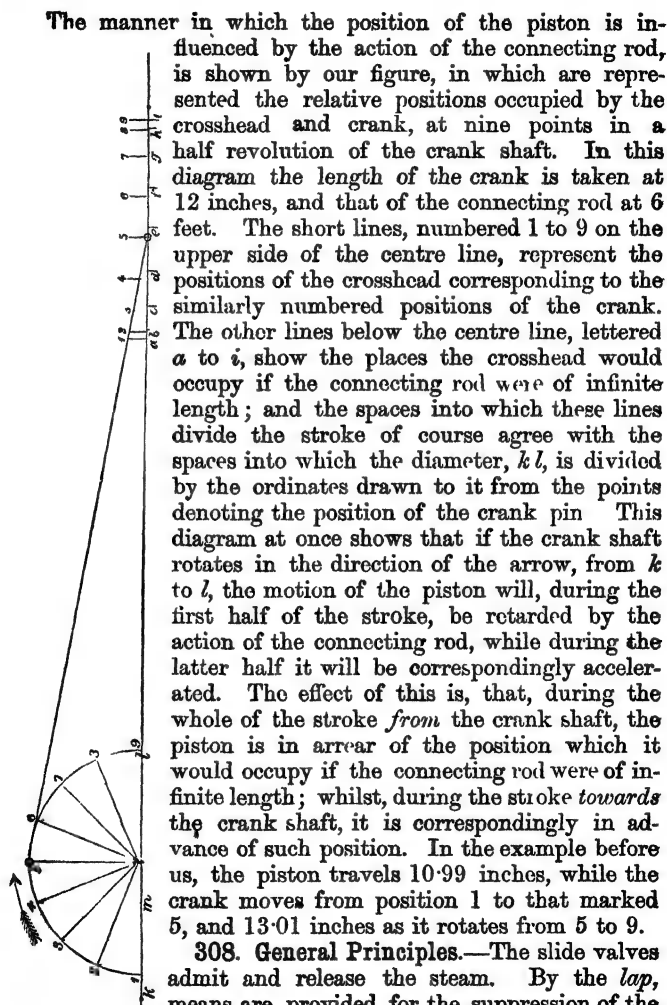 The manner in which the position of the piston is in-
fluenced by the action of the connecting rod,
is shown by our figure, in which are repre-
sented the relative positions occupied by the
crosshead and crank, at nine points in a
half revolution of the crank shaft. In this
diagram the length of the crank is taken at
12 inches, and that of the connecting rod at 6
feet. The short lines, numbered 1 to 9 on the
upper side of the centre line, represent the
positions of the crosshead corresponding to the
similarly numbered positions of the crank.
The other lines below the centre line, lettered
a to i, show the places the crosshead would
occupy if the connecting rod were of infinite
length; and the spaces into which these lines
divide the stroke of course agree with the
spaces into which the diameter, k l, is divided
by the ordinates drawn to it from the points
denoting the position of the crank pin This
diagram at once shows that if the crank shaft
rotates in the direction of the arrow, from k
to l, the motion of the piston will, during the
first half of the stroke, be retarded by the
action of the connecting rod, while during the
latter half it will be correspondingly acceler-
ated. The effect of this is, that, during the
whole of the stroke from the crank shaft, the
piston is in arrear of the position which it
would occupy if the connecting rod were of in-
finite length; whilst, during the stroke towards
the crank shaft, it is correspondingly in ad-
vance of such position. In the example before
us, the piston travels 10·99 inches, while the
crank moves from position 1 to that marked
5, and 13·01 inches as it rotates from 5 to 9.
308. General Principles.—The slide valves
admit and release the steam. By the lap,
means are provided for the suppression of the